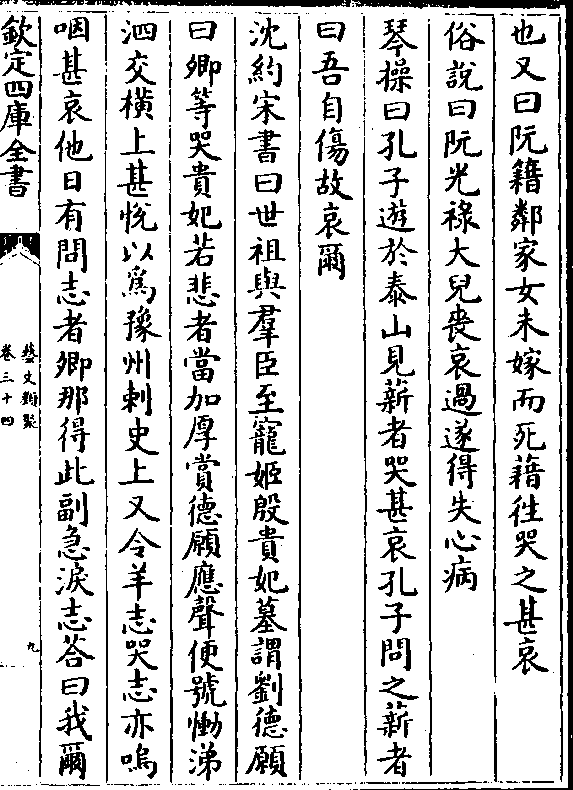 也又曰阮籍鄰家女未嫁而死藉徃哭之甚哀
俗說曰阮光祿大兒喪哀過遂得失心病
琴操曰孔子遊於泰山見薪者哭甚哀孔子問之薪者
曰吾自傷故哀爾
沈約宋書曰世祖與羣臣至寵姬殷貴妃墓謂劉德願
曰卿等哭貴妃若悲者當加厚賞德願應聲便號慟涕
泗交橫上甚悅以為豫州刺史上又令羊志哭志亦嗚
咽甚哀他日有問志者卿那得此副急淚志荅曰我爾
欽定四庫全書
藝文類聚
卷三十四
九